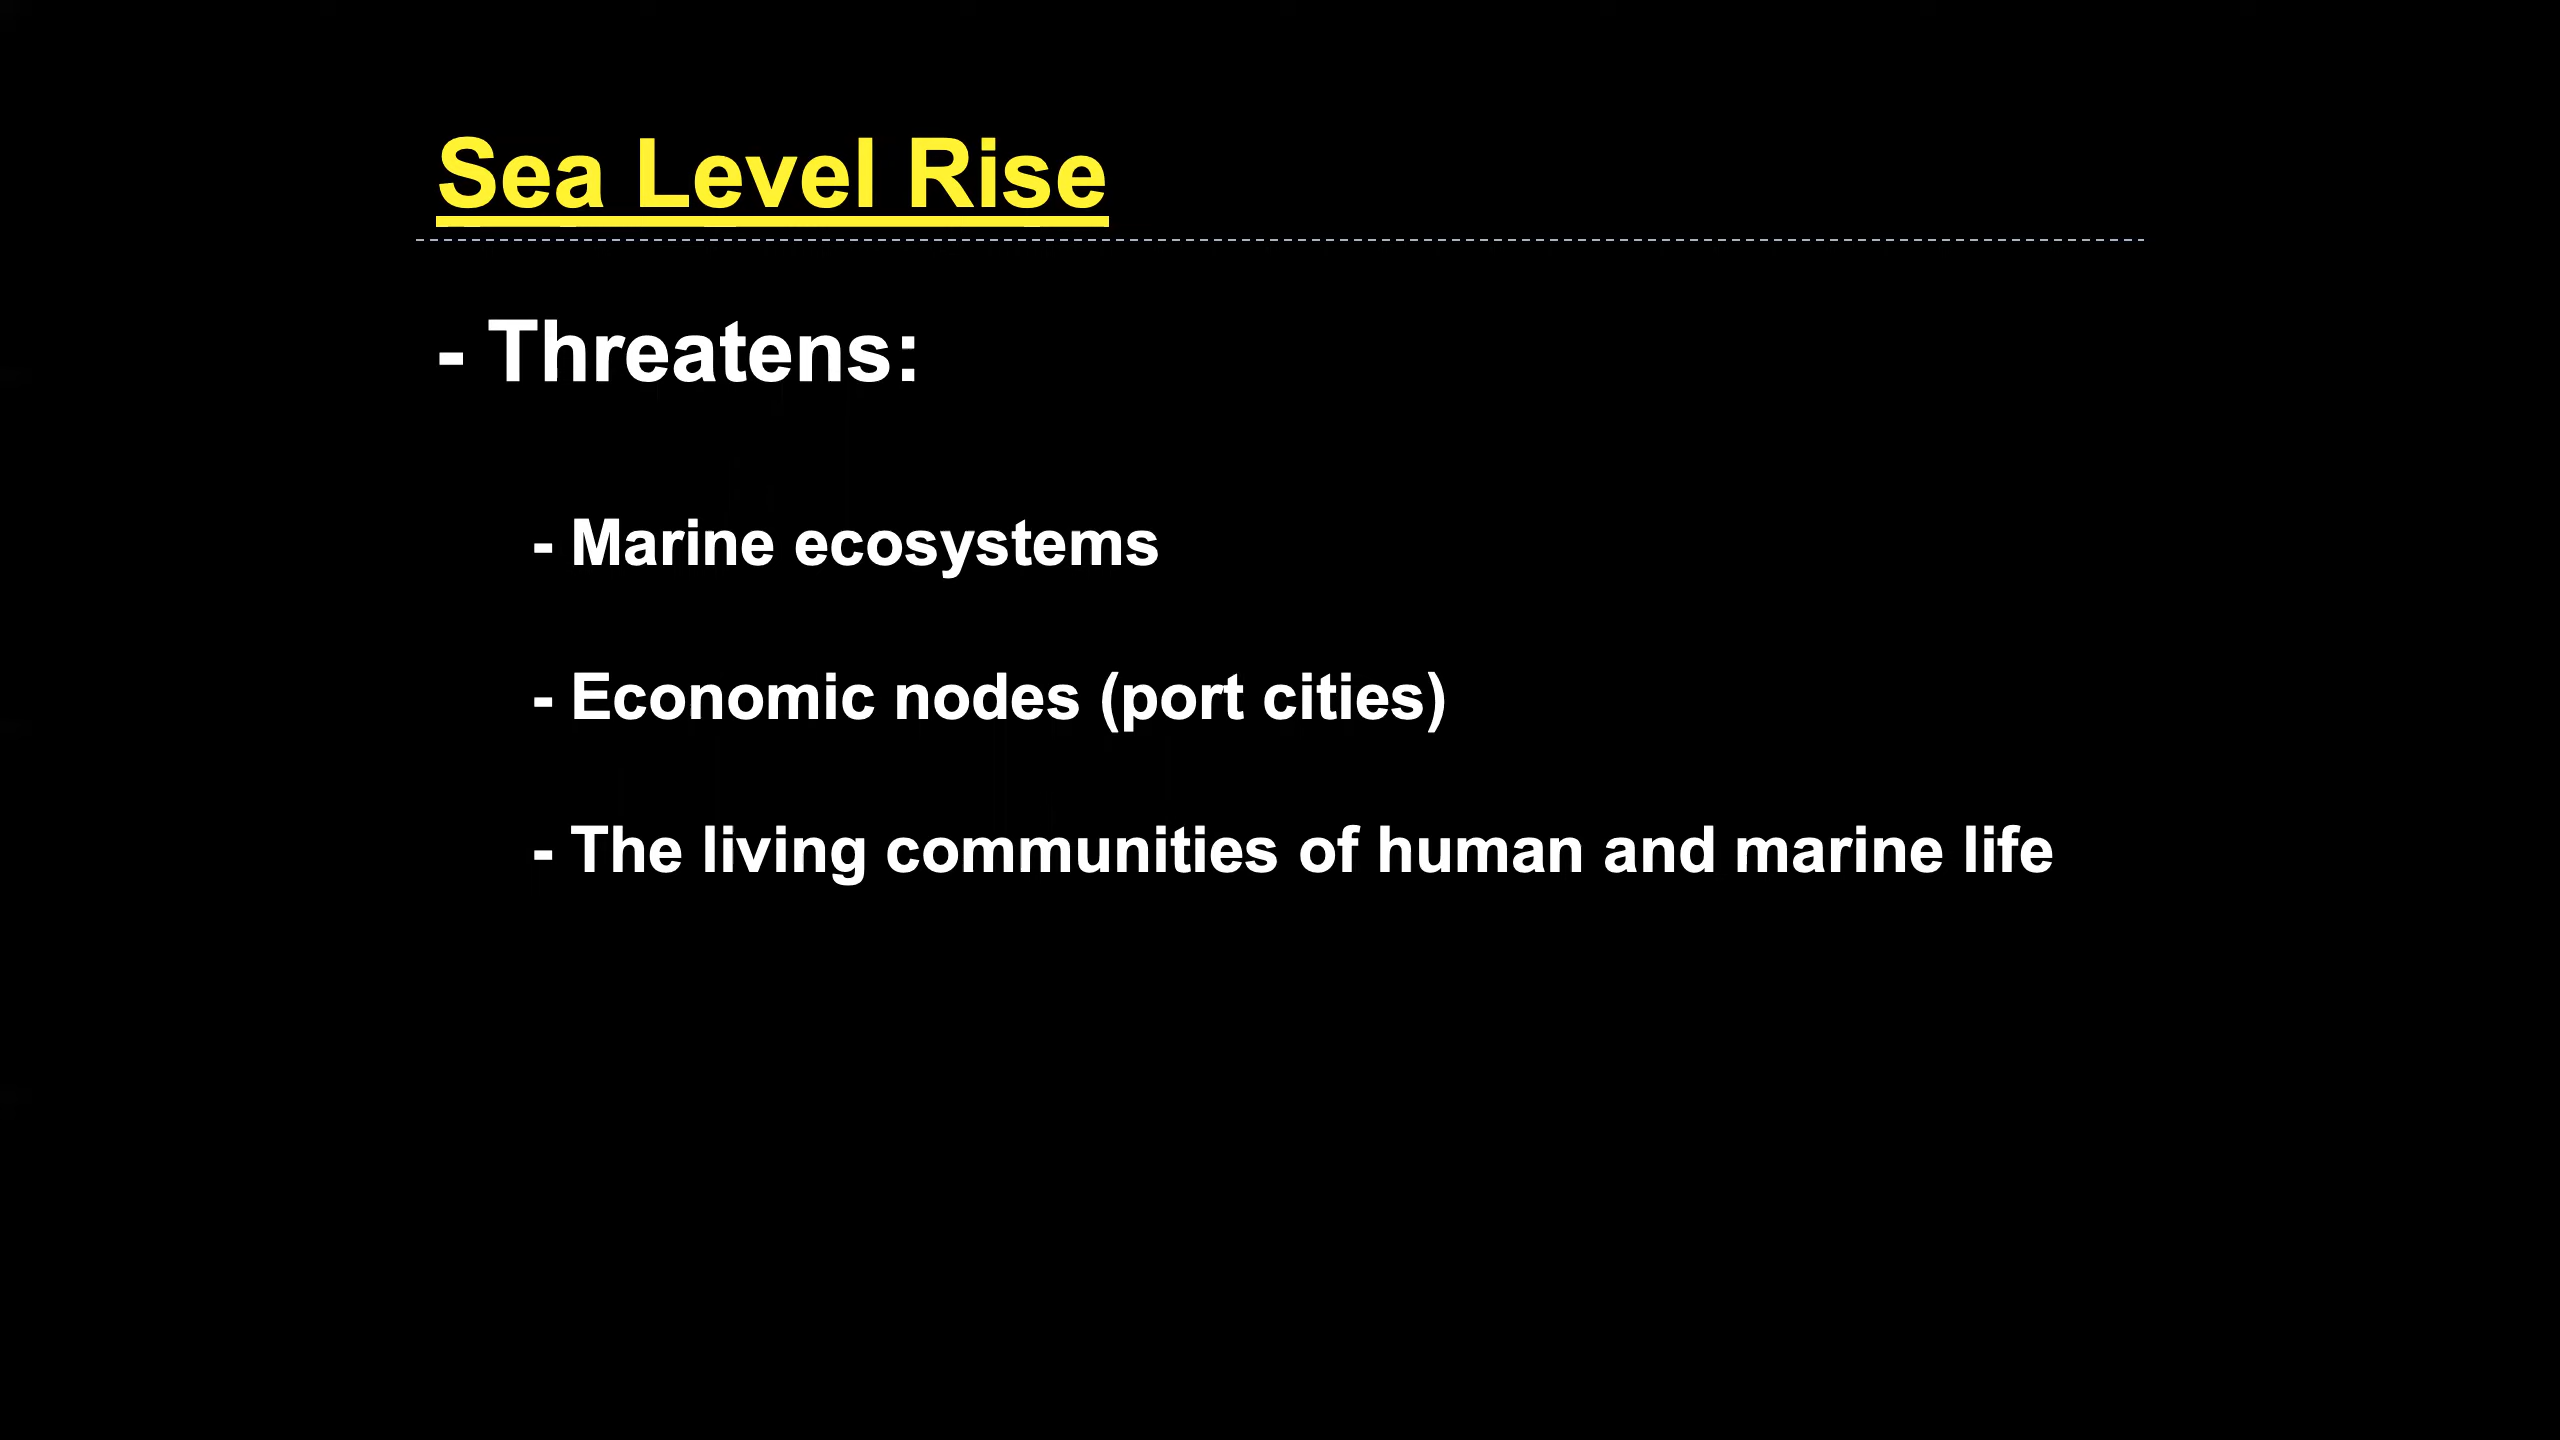 Sea Level Rise
- Threatens:
- Marine ecosystems
- Economic nodes (port cities)
- The living communities of human and marine life